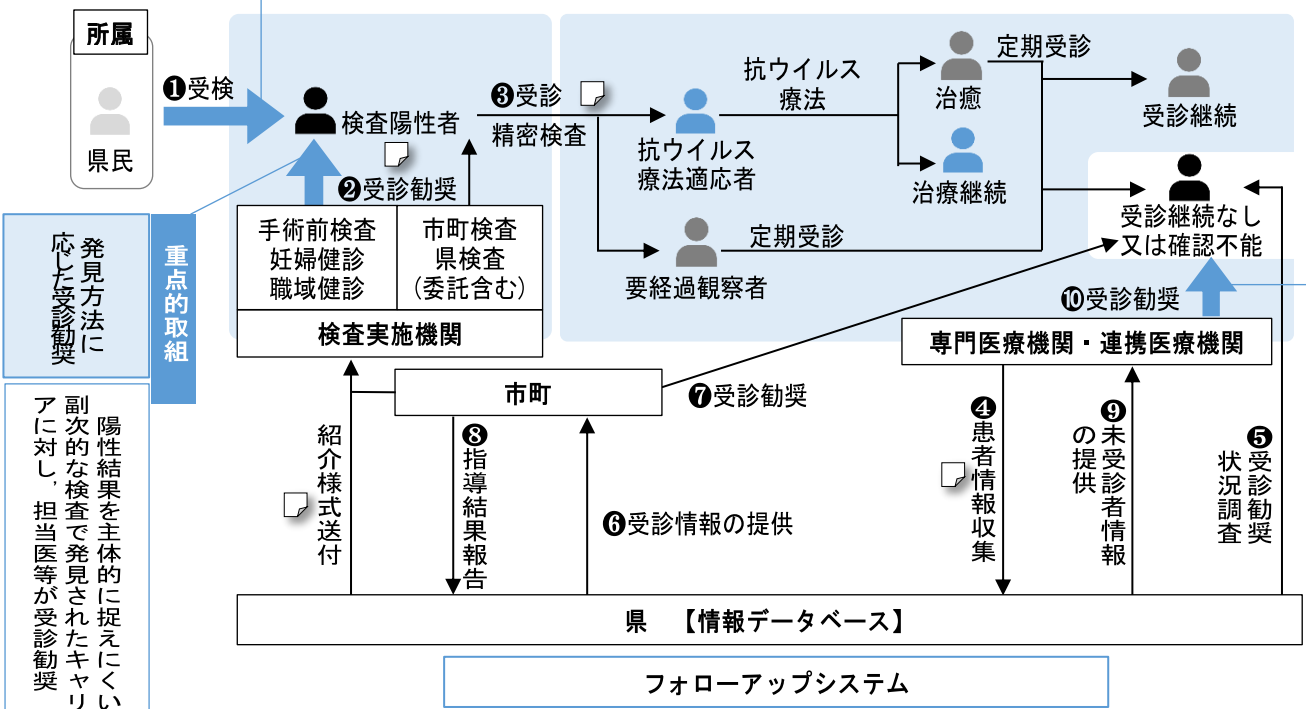 所属
県民
❶受検
検査陽性者
❷受診勧奨
❸受診
精密検査
抗ウイルス
療法適応者
要経過観察者
抗ウイルス
療法
治癒
治療継続
定期受診
定期受診
受診継続
受診継続なし
又は確認不能
手術前検査
妊婦健診
職域健診
市町検査
県検査
(委託含む)
検査実施機関
❿受診勧奨
専門医療機関・連携医療機関
発見方法に
応じた受診勧奨
重点的取組
陽性結果を主体的に捉えにくい
副次的な検査で発見されたキャリ
アに対し，担当医等が受診勧奨
市町
❼受診勧奨
紹介様式送付
❽指導結果報告
❻受診情報の提供
❹患者情報収集
❾未受診者情報
の提供
❺受診勧奨
状況調査
県　【情報データベース】
フォローアップシステム